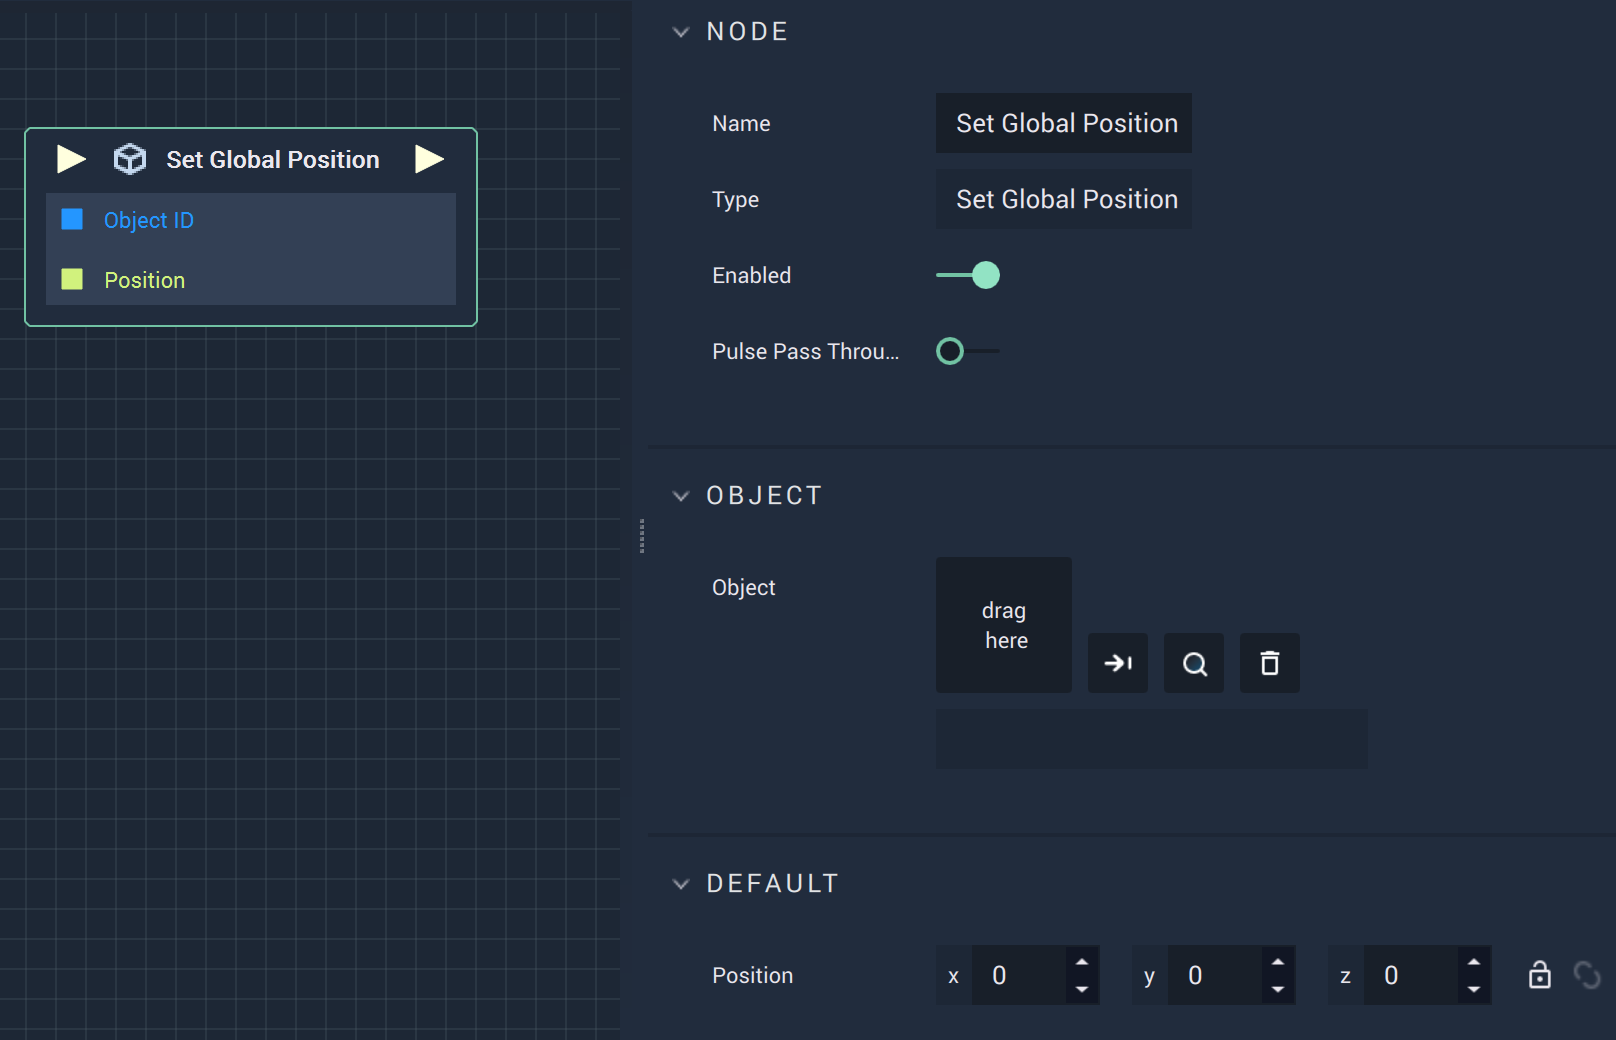 Set Global Position
Object ID
Position
NODE
Name
Set Global Position
Type
Set Global Position
Enabled
Pulse Pass Throu...
OBJECT
Object
drag
here
DEFAULT
Position
x 0
y 0
z 0